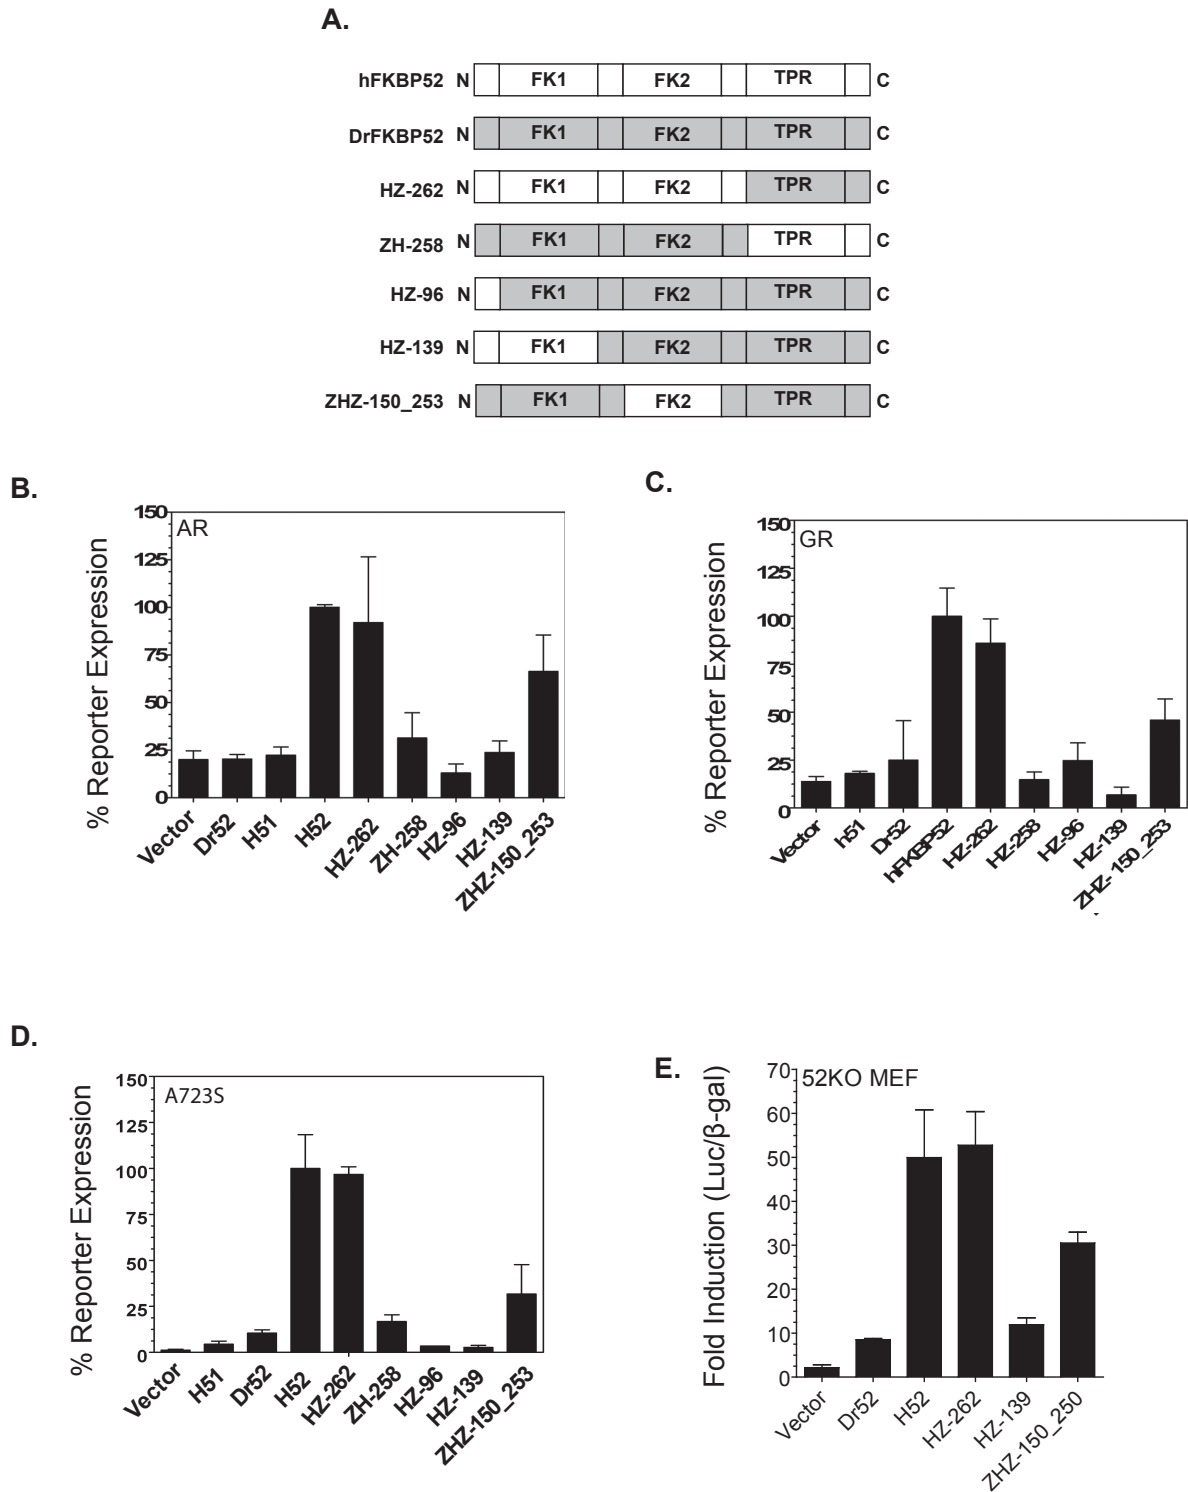 A.
hFKBP52 N FK1 FK2 TPR C
DrFKBP52 N FK1 FK2 TPR C
HZ-262 N FK1 FK2 TPR C
ZH-258 N FK1 FK2 TPR C
HZ-96 N FK1 FK2 TPR C
HZ-139 N FK1 FK2 TPR C
ZHZ-150_253 N FK1 FK2 TPR C
B.
AR
% Reporter Expression
150
125
100
75
50
25
0
Vector
Dr52
H51
H52
HZ-262
ZH-258
HZ-96
HZ-139
ZHZ-150_253
C.
GR
% Reporter Expression
150
125
100
75
50
25
0
Vector
h51
Dr52
hFKBP52
HZ-262
HZ-258
HZ-96
HZ-139
ZHZ- 150_253
D.
A723S
% Reporter Expression
150
125
100
75
50
25
0
Vector
H51
Dr52
H52
HZ-262
ZH-258
HZ-96
HZ-139
ZHZ-150_253
E.
52KO MEF
Fold Induction (Luc/β-gal)
70
60
50
40
30
20
10
0
Vector
Dr52
H52
HZ-262
HZ-139
ZHZ-150_250